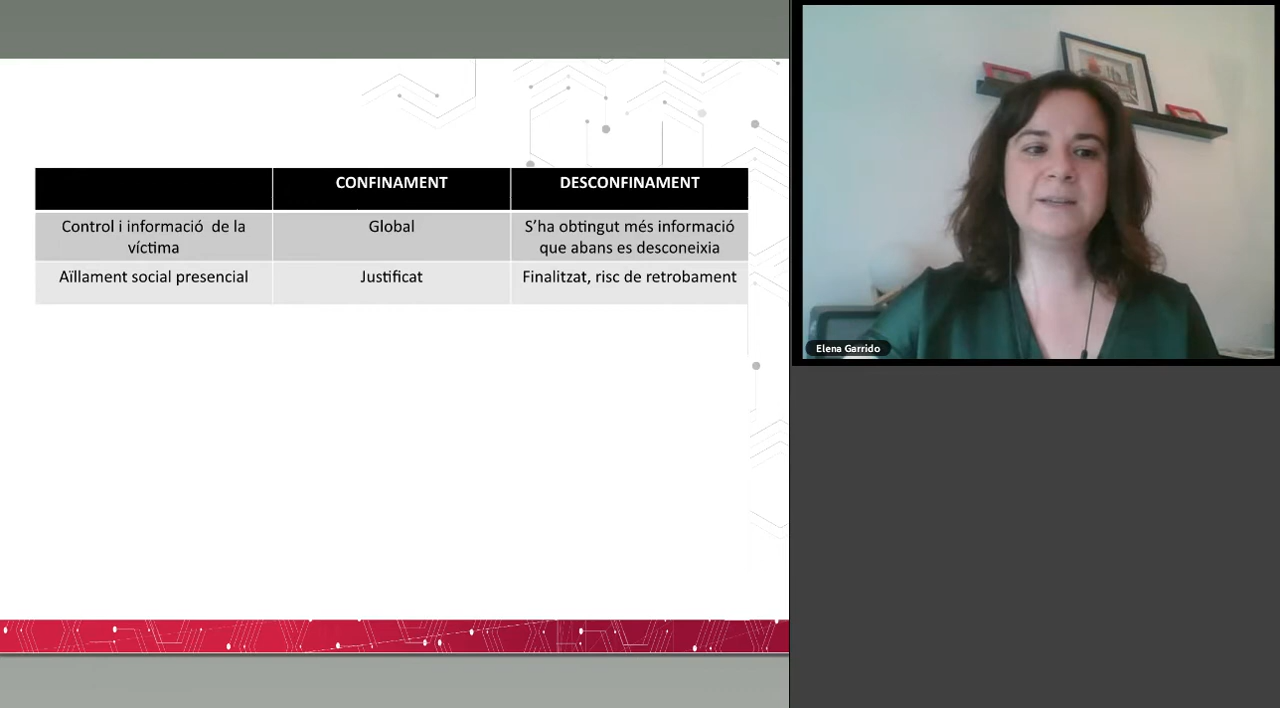 CONFINAMENT
DESCONFINAMENT
Control i informació de la
víctima
Global
S'ha obtingut més informació
que abans es desconeixia
Aïllament social presencial
Justificat
Finalitzat, risc de retrobament
Elena Garrido